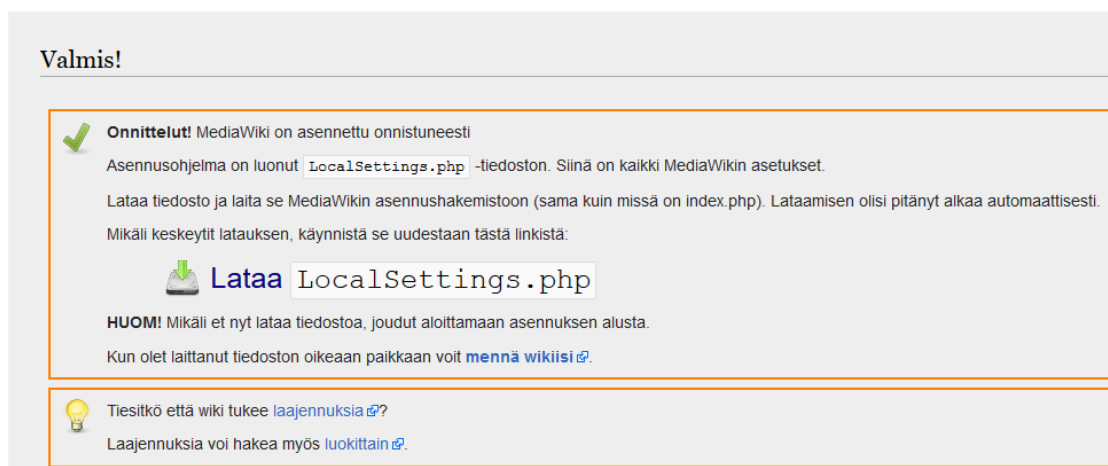 Valmis!
Onnittelut! MediaWiki on asennettu onnistuneesti
Asennusohjelma on luonut LocalSettings.php -tiedoston. Siinä on kaikki MediaWikin asetukset.
Lataa tiedosto ja laita se MediaWikin asennushakemistoon (sama kuin missä on index.php). Lataamisen olisi pitänyt alkaa automaattisesti.
Mikäli keskeytit latauksen, käynnistä se uudestaan tästä linkistä:
Lataa LocalSettings.php
HUOM! Mikäli et nyt lataa tiedostoa, joudut aloittamaan asennuksen alusta.
Kun olet laittanut tiedoston oikeaan paikkaan voit mennä wikiisi.
Tiesitkö että wiki tukee laajennuksia?
Laajennuksia voi hakea myös luokittain.